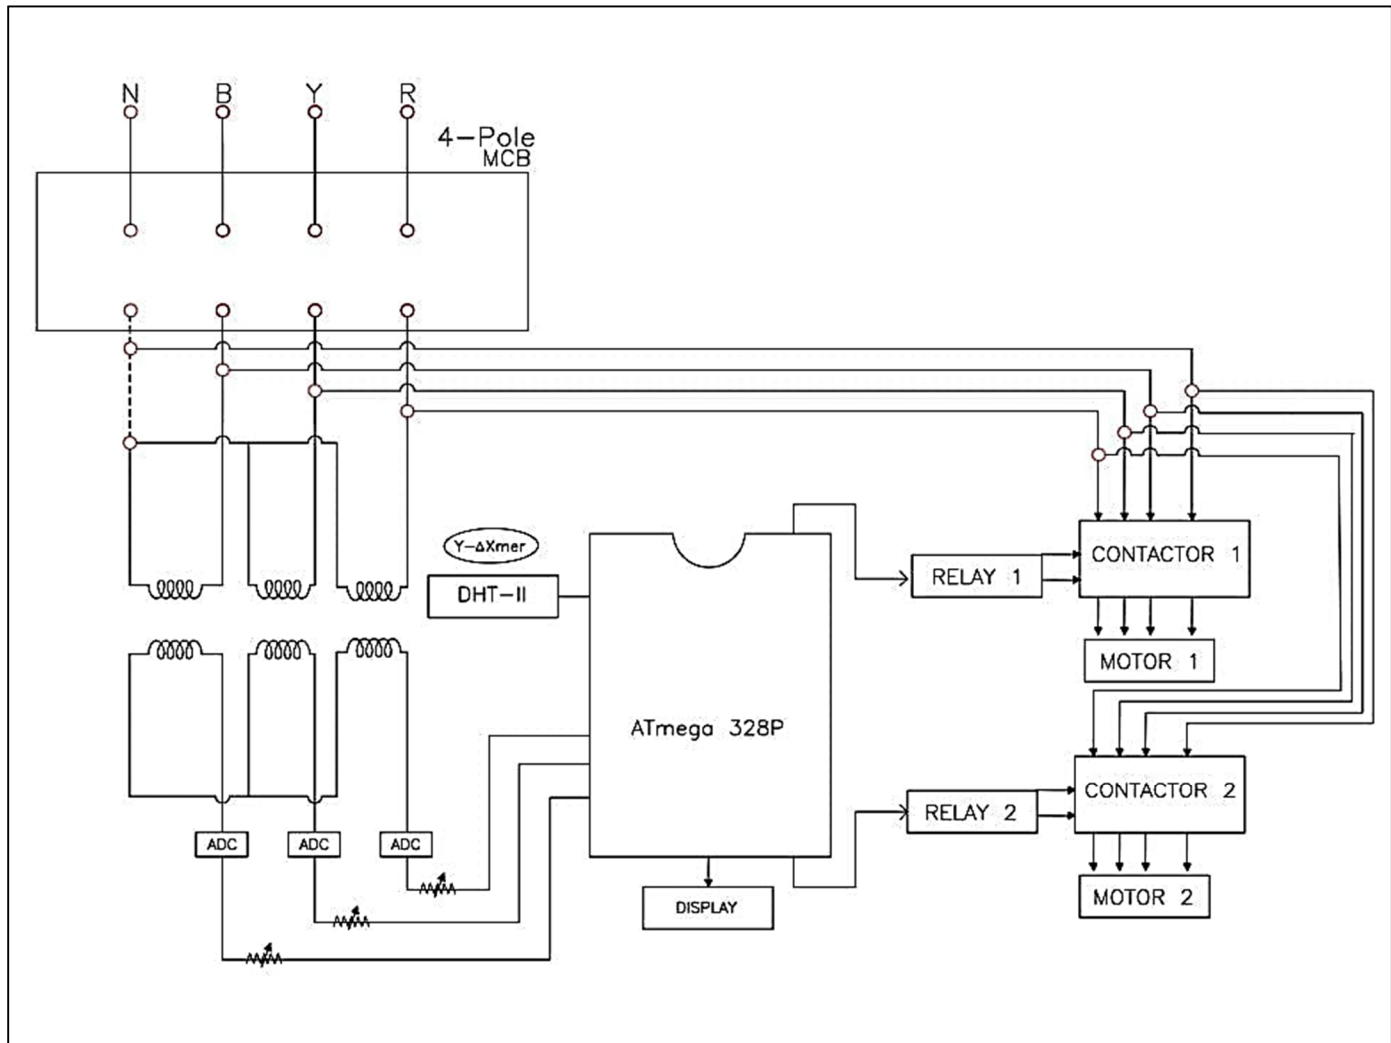 N B Y R
4-Pole
MCB
Y-ΔXmer
DHT-II
ATmega 328P
RELAY 1
CONTACTOR 1
MOTOR 1
RELAY 2
CONTACTOR 2
MOTOR 2
ADC ADC ADC
DISPLAY